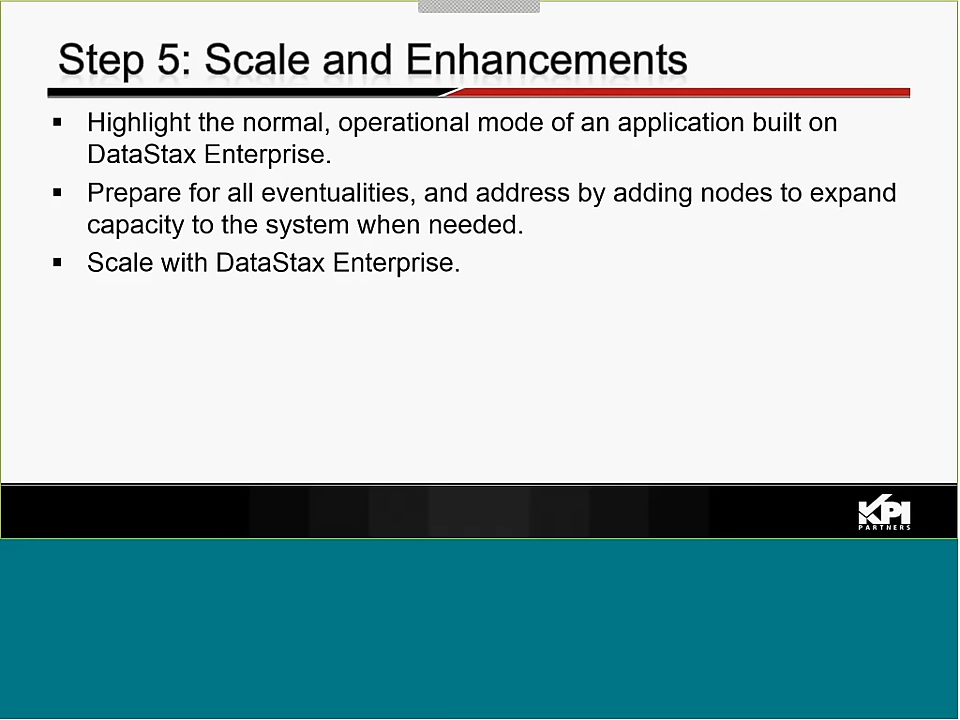 Step 5: Scale and Enhancements
▪ Highlight the normal, operational mode of an application built on
DataStax Enterprise.
▪ Prepare for all eventualities, and address by adding nodes to expand
capacity to the system when needed.
▪ Scale with DataStax Enterprise.
KPI
PARTNERS